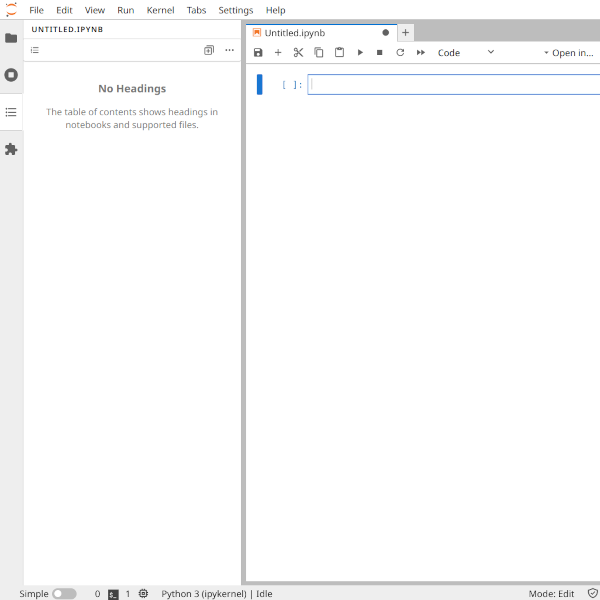 File Edit View Run Kernel Tabs Settings Help
UNTITLED.IPYNB
No Headings
The table of contents shows headings in
notebooks and supported files.
Untitled.ipynb
Code
Open in...
[ ]:
Simple 0 1 Python 3 (ipykernel) | Idle
Mode: Edit